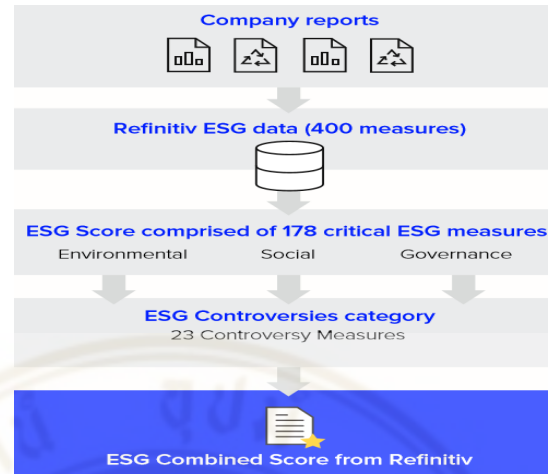 Company reports
Refinitiv ESG data (400 measures)
ESG Score comprised of 178 critical ESG measures
Environmental Social Governance
ESG Controversies category
23 Controversy Measures
ESG Combined Score from Refinitiv